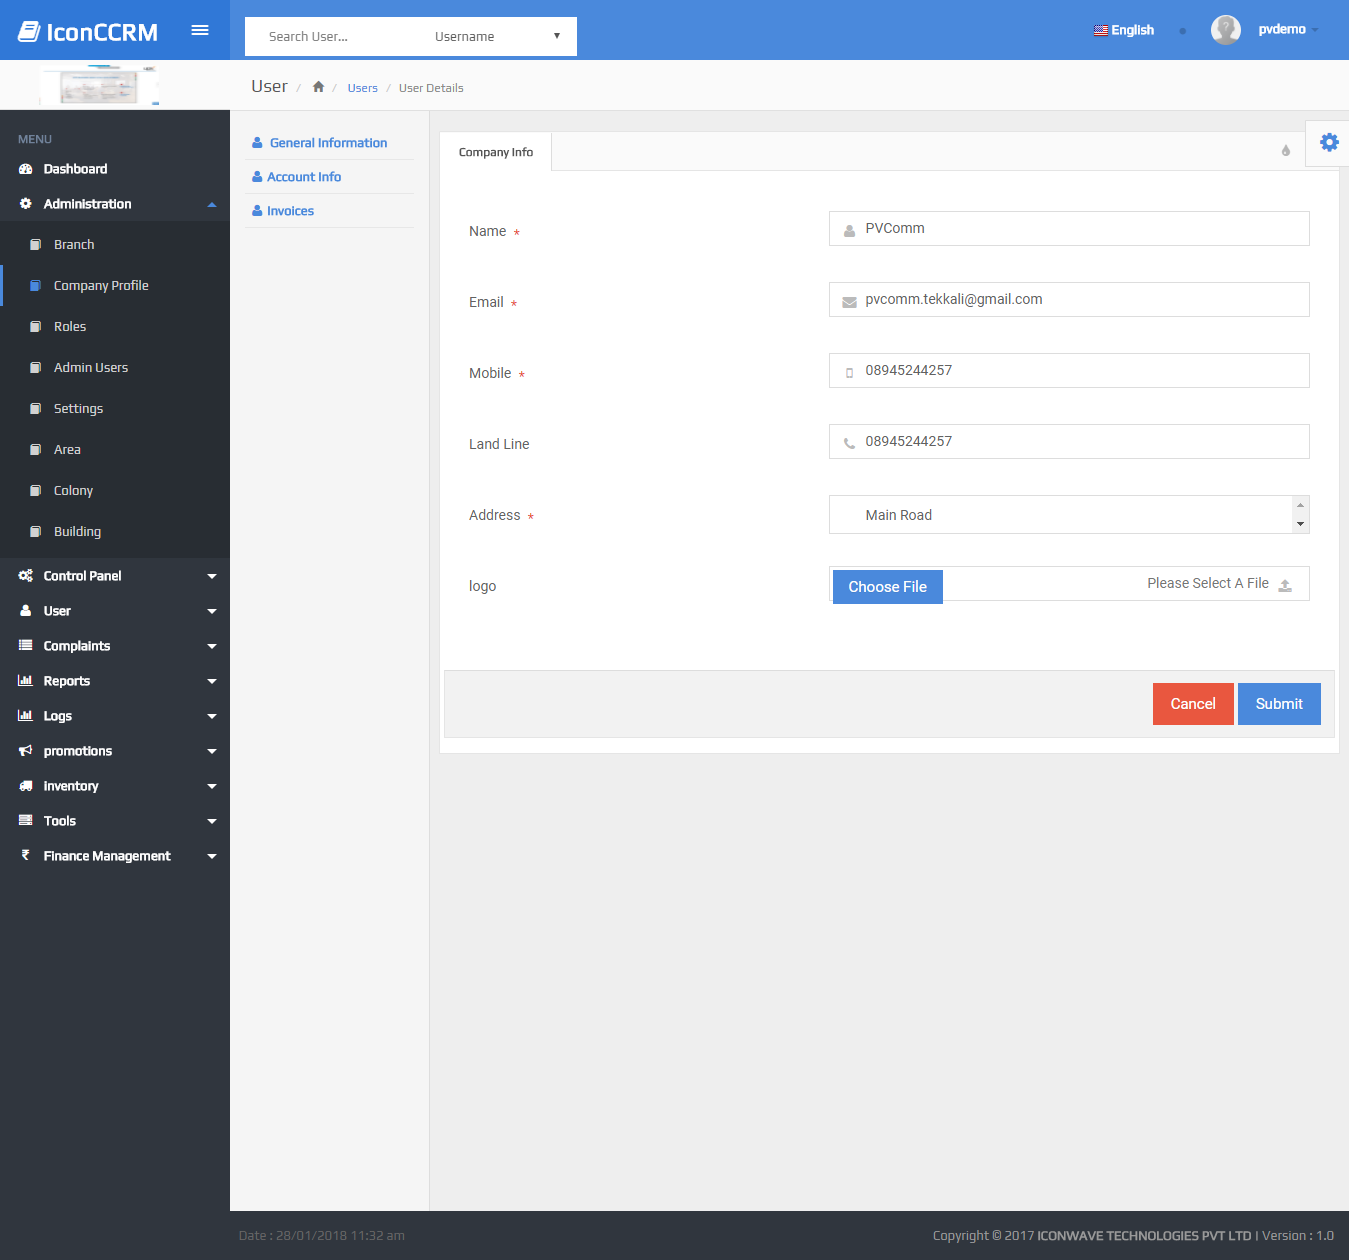 IconCCRM
Search User...
Username
English
pvdemo
User / / Users / User Details
MENU
Dashboard
Administration
Branch
Company Profile
Roles
Admin Users
Settings
Area
Colony
Building
Control Panel
User
Complaints
Reports
Logs
promotions
Inventory
Tools
₹ Finance Management
General Information
Account Info
Invoices
Company Info
Name * PVComm
Email * pvcomm.tekkali@gmail.com
Mobile * 08945244257
Land Line 08945244257
Address * Main Road
logo Choose File Please Select A File
Cancel Submit
Date : 28/01/2018 11:32 am
Copyright © 2017 ICONWAVE TECHNOLOGIES PVT LTD | Version : 1.0